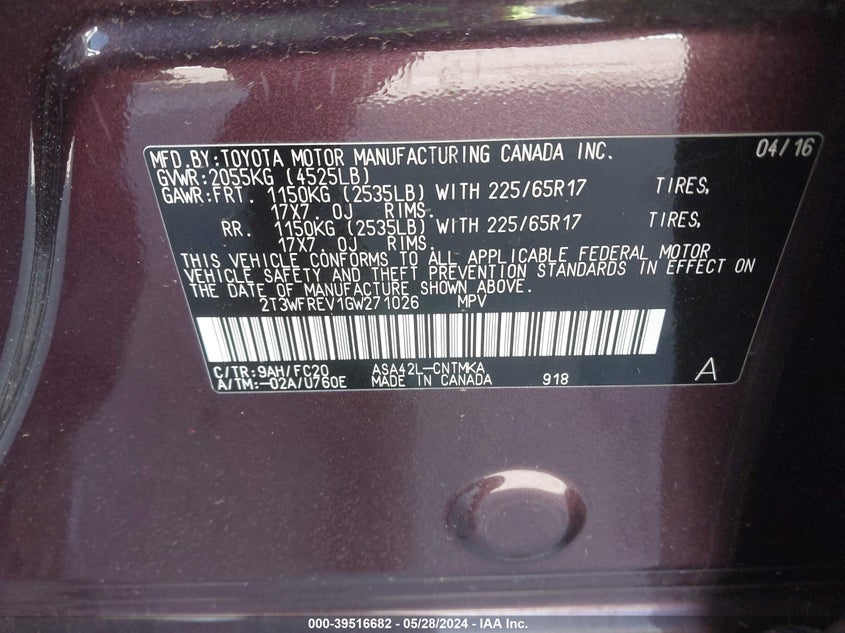 MFD.BY:TOYOTA MOTOR MANUFACTURING CANADA INC. 04/16
GVWR:2055KG (4525LB)
GAWR:FRT. 1150KG (2535LB) WITH 225/65R17 TIRES,
17X7.0J RIMS.
RR. 1150KG (2535LB) WITH 225/65R17 TIRES,
17X7.0J RIMS.
THIS VEHICLE CONFORMS TO ALL APPLICABLE FEDERAL MOTOR
VEHICLE SAFETY AND THEFT PREVENTION STANDARDS IN EFFECT ON
THE DATE OF MANUFACTURE SHOWN ABOVE.
2T3WFREV1GW271026 MPV
C/TR:9AH/FC20 ASA42L-CNTMKA
A/TM:-02A/U760E MADE IN CANADA 918 A
000-39516682 - 05/28/2024 - IAA Inc.